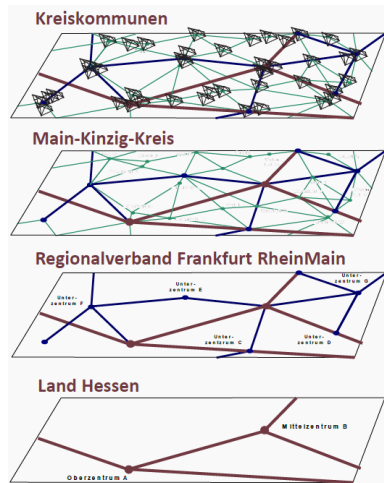 Kreiskommunen
Main-Kinzig-Kreis
Regionalverband Frankfurt RheinMain
Unter-
zentrum G
Unter-
zentrum E
Unter-
zentrum F
Unter-
zentrum C
Unter-
zentrum D
Land Hessen
Mittelzentrum B
Oberzentrum A